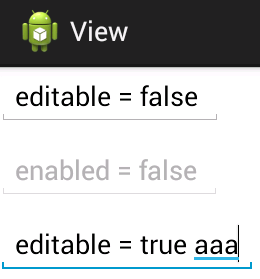 View
editable = false
enabled = false
editable = true aaa